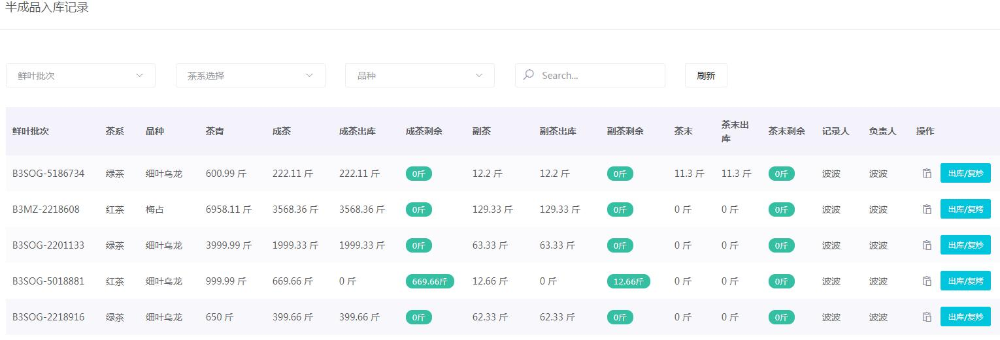 半成品入库记录
鲜叶批次 茶系选择 品种 Search... 刷新
鲜叶批次 茶系 品种 茶青 成茶 成茶出库 成茶剩余 副茶 副茶出库 副茶剩余 茶末 茶末出库 茶末剩余 记录人 负责人 操作
B3SOG-5186734 绿茶 细叶乌龙 600.99 斤 222.11 斤 222.11 斤 0斤 12.2 斤 12.2 斤 0斤 11.3 斤 11.3 斤 0斤 波波 波波 出库/复炒
B3MZ-2218608 红茶 梅占 6958.11 斤 3568.36 斤 3568.36 斤 0斤 129.33 斤 129.33 斤 0斤 0 斤 0 斤 0斤 波波 波波 出库/复烤
B3SOG-2201133 绿茶 细叶乌龙 3999.99 斤 1999.33 斤 1999.33 斤 0斤 63.33 斤 63.33 斤 0斤 0 斤 0 斤 0斤 波波 波波 出库/复炒
B3SOG-5018881 红茶 细叶乌龙 999.99 斤 669.66 斤 0 斤 669.66斤 12.66 斤 0 斤 12.66斤 0 斤 0 斤 0斤 波波 波波 出库/复烤
B3SOG-2218916 绿茶 细叶乌龙 650 斤 399.66 斤 399.66 斤 0斤 62.33 斤 62.33 斤 0斤 0 斤 0 斤 0斤 波波 波波 出库/复炒